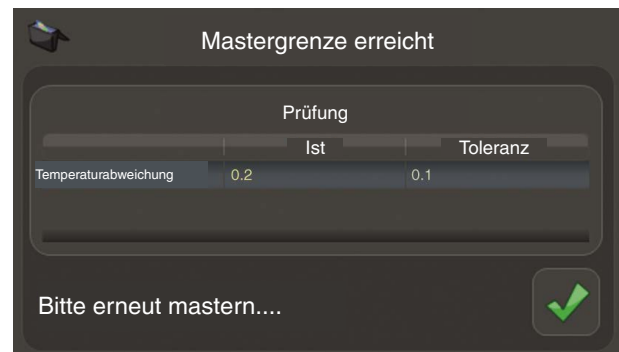 Mastergrenze erreicht
Prüfung
Ist Toleranz
Temperaturabweichung 0.2 0.1
Bitte erneut mastern....